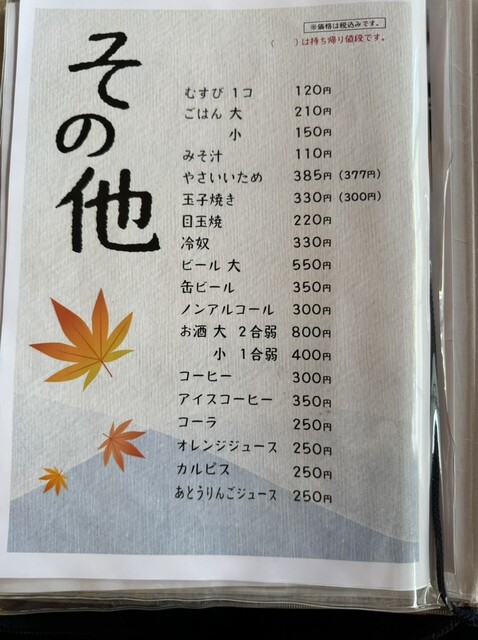 その他
※価格は税込みです。
（　　）は持ち帰り値段です。
むすび 1コ 120円
ごはん 大 210円
小 150円
みそ汁 110円
やさいいため 385円（377円）
玉子焼き 330円（300円）
目玉焼 220円
冷奴 330円
ビール 大 550円
缶ビール 350円
ノンアルコール 300円
お酒 大 2合弱 800円
小 1合弱 400円
コーヒー 300円
アイスコーヒー 350円
コーラ 250円
オレンジジュース 250円
カルピス 250円
あとうりんごジュース 250円